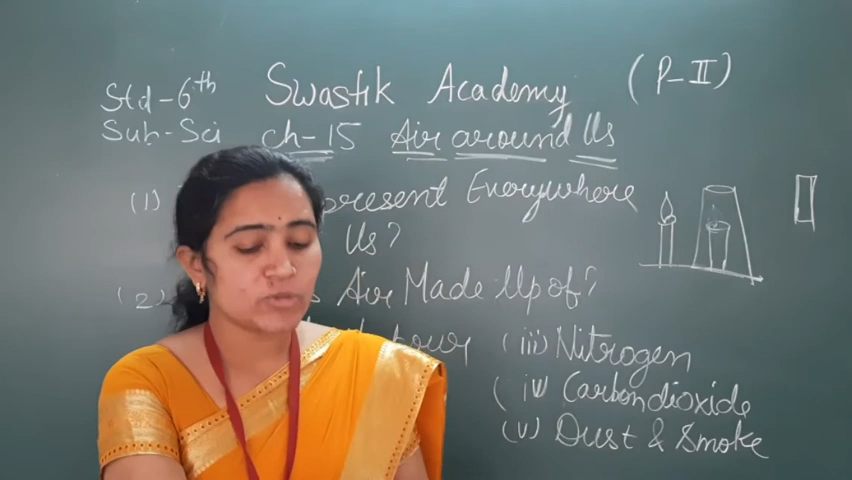 Std-6th Swastik Academy (P-II)
Sub-Sci ch-15 Air around Us
(1) present Everywhere
Us?
(2) Air Made Up of?
(iii) Nitrogen
(iv Carbondioxide
(v) Dust & Smoke